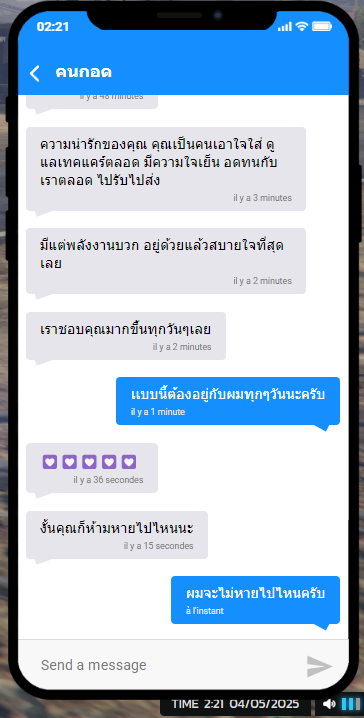 02:21
คนกอด
il y a 48 minutes
ความน่ารักของคุณ คุณเป็นคนเอาใจใส่ ดู
แลเทคแคร์ตลอด มีความใจเย็น อดทนกับ
เราตลอด ไปรับไปส่ง
il y a 3 minutes
มีแต่พลังงานบวก อยู่ด้วยแล้วสบายใจที่สุด
เลย
il y a 2 minutes
เราชอบคุณมากขึ้นทุกวันๆเลย
il y a 2 minutes
แบบนี้ต้องอยู่กับผมทุกๆวันนะครับ
il y a 1 minute
il y a 36 secondes
งั้นคุณก็ห้ามหายไปไหนนะ
il y a 15 secondes
ผมจะไม่หายไปไหนครับ
à l'instant
Send a message
TIME 2:21 04/05/2025